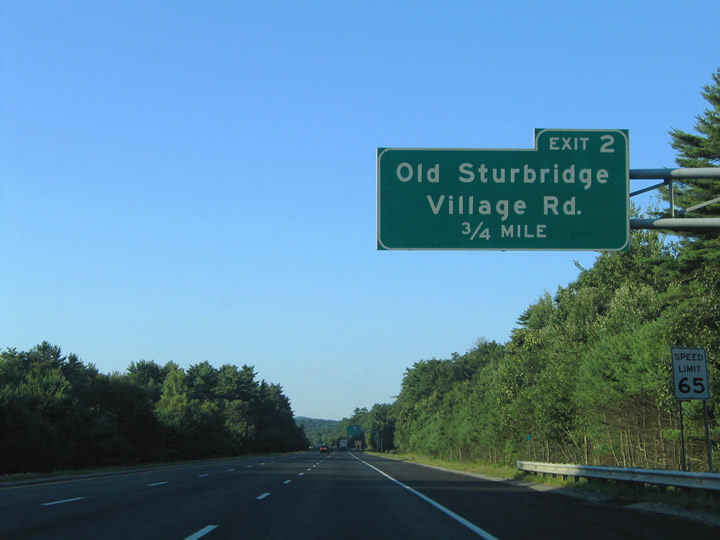 EXIT 2
Old Sturbridge
Village Rd.
3/4 MILE
SPEED
LIMIT
65